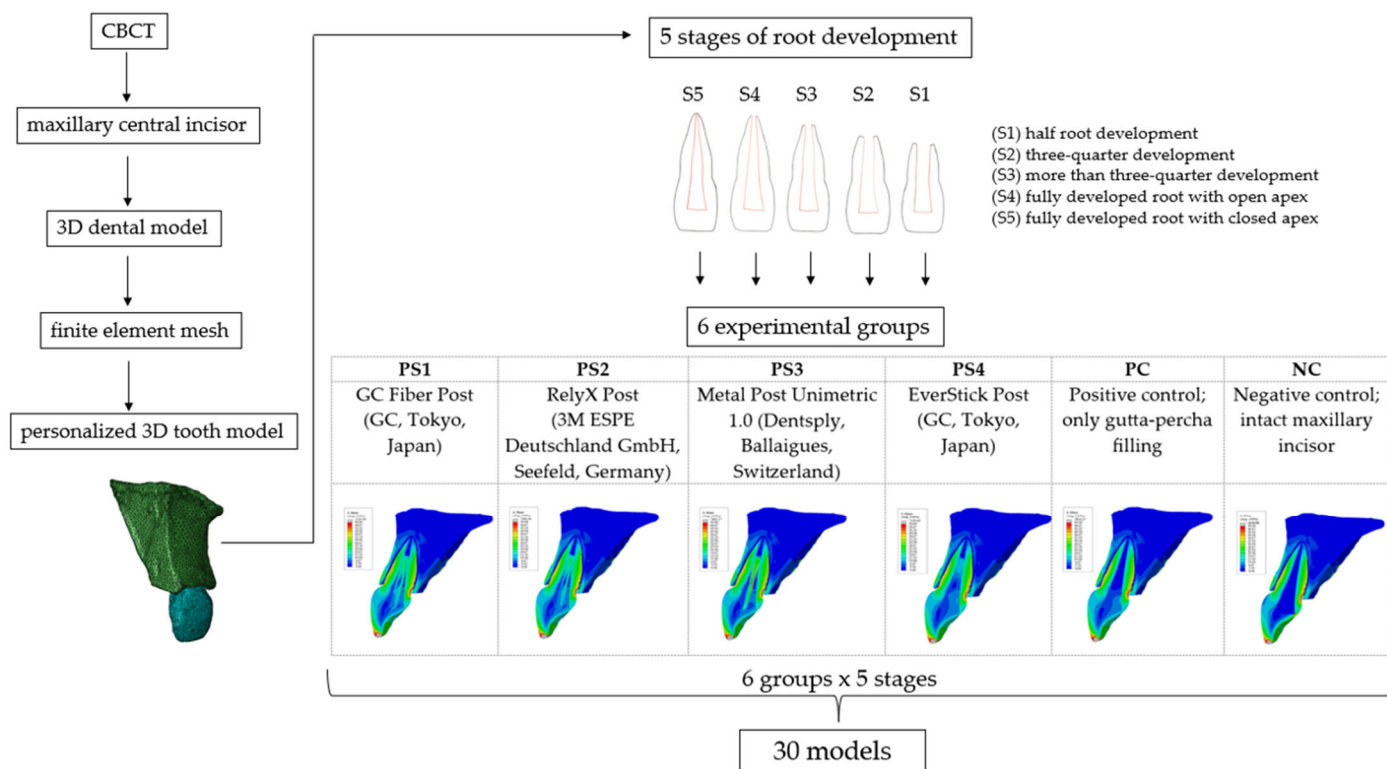 CBCT
maxillary central incisor
3D dental model
finite element mesh
personalized 3D tooth model
5 stages of root development
S5 S4 S3 S2 S1
(S1) half root development
(S2) three-quarter development
(S3) more than three-quarter development
(S4) fully developed root with open apex
(S5) fully developed root with closed apex
6 experimental groups
PS1
GC Fiber Post
(GC, Tokyo,
Japan)
PS2
RelyX Post
(3M ESPE
Deutschland GmbH,
Seefeld, Germany)
PS3
Metal Post Unimetric
1.0 (Dentsply,
Ballaigues,
Switzerland)
PS4
EverStick Post
(GC, Tokyo,
Japan)
PC
Positive control;
only gutta-percha
filling
NC
Negative control;
intact maxillary
incisor
6 groups x 5 stages
30 models